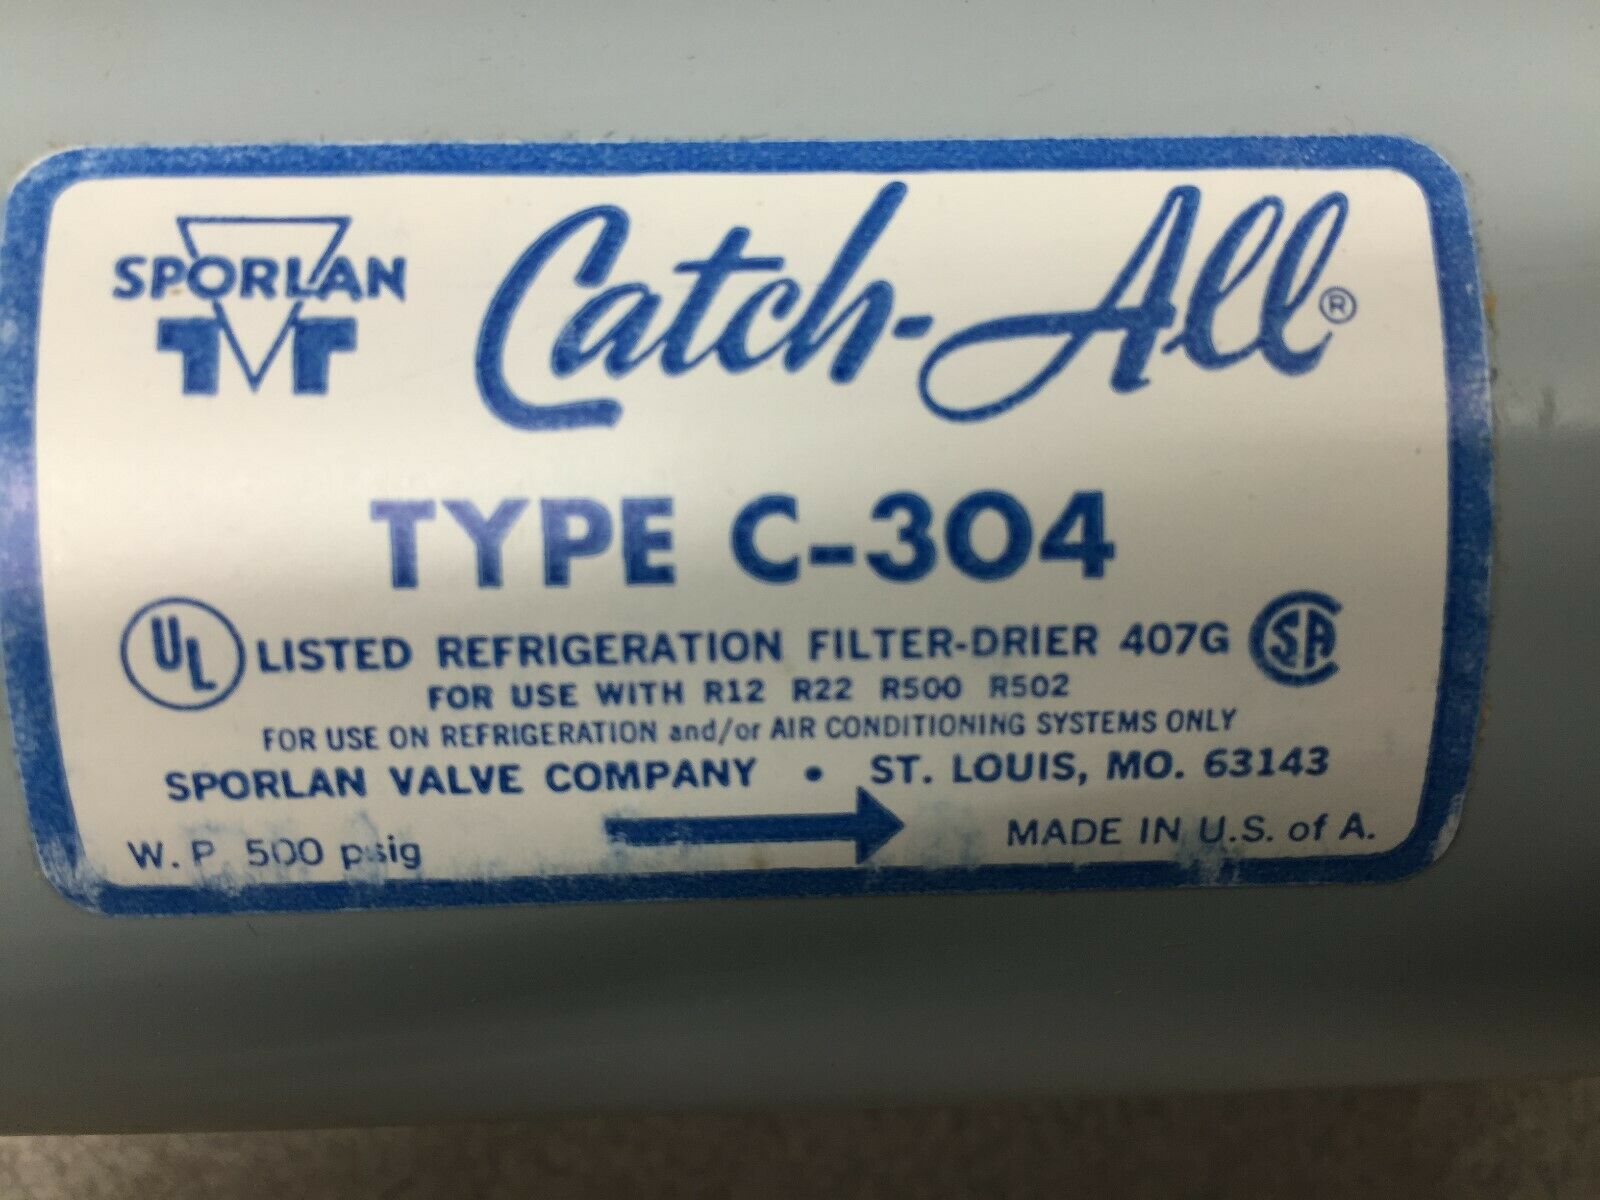 SPORLAN
Catch-All®
TYPE C-304
UL LISTED REFRIGERATION FILTER-DRIER 407G SA
FOR USE WITH R12 R22 R500 R502
FOR USE ON REFRIGERATION and/or AIR CONDITIONING SYSTEMS ONLY
SPORLAN VALVE COMPANY • ST. LOUIS, MO. 63143
W. P. 500 psig → MADE IN U.S. of A.